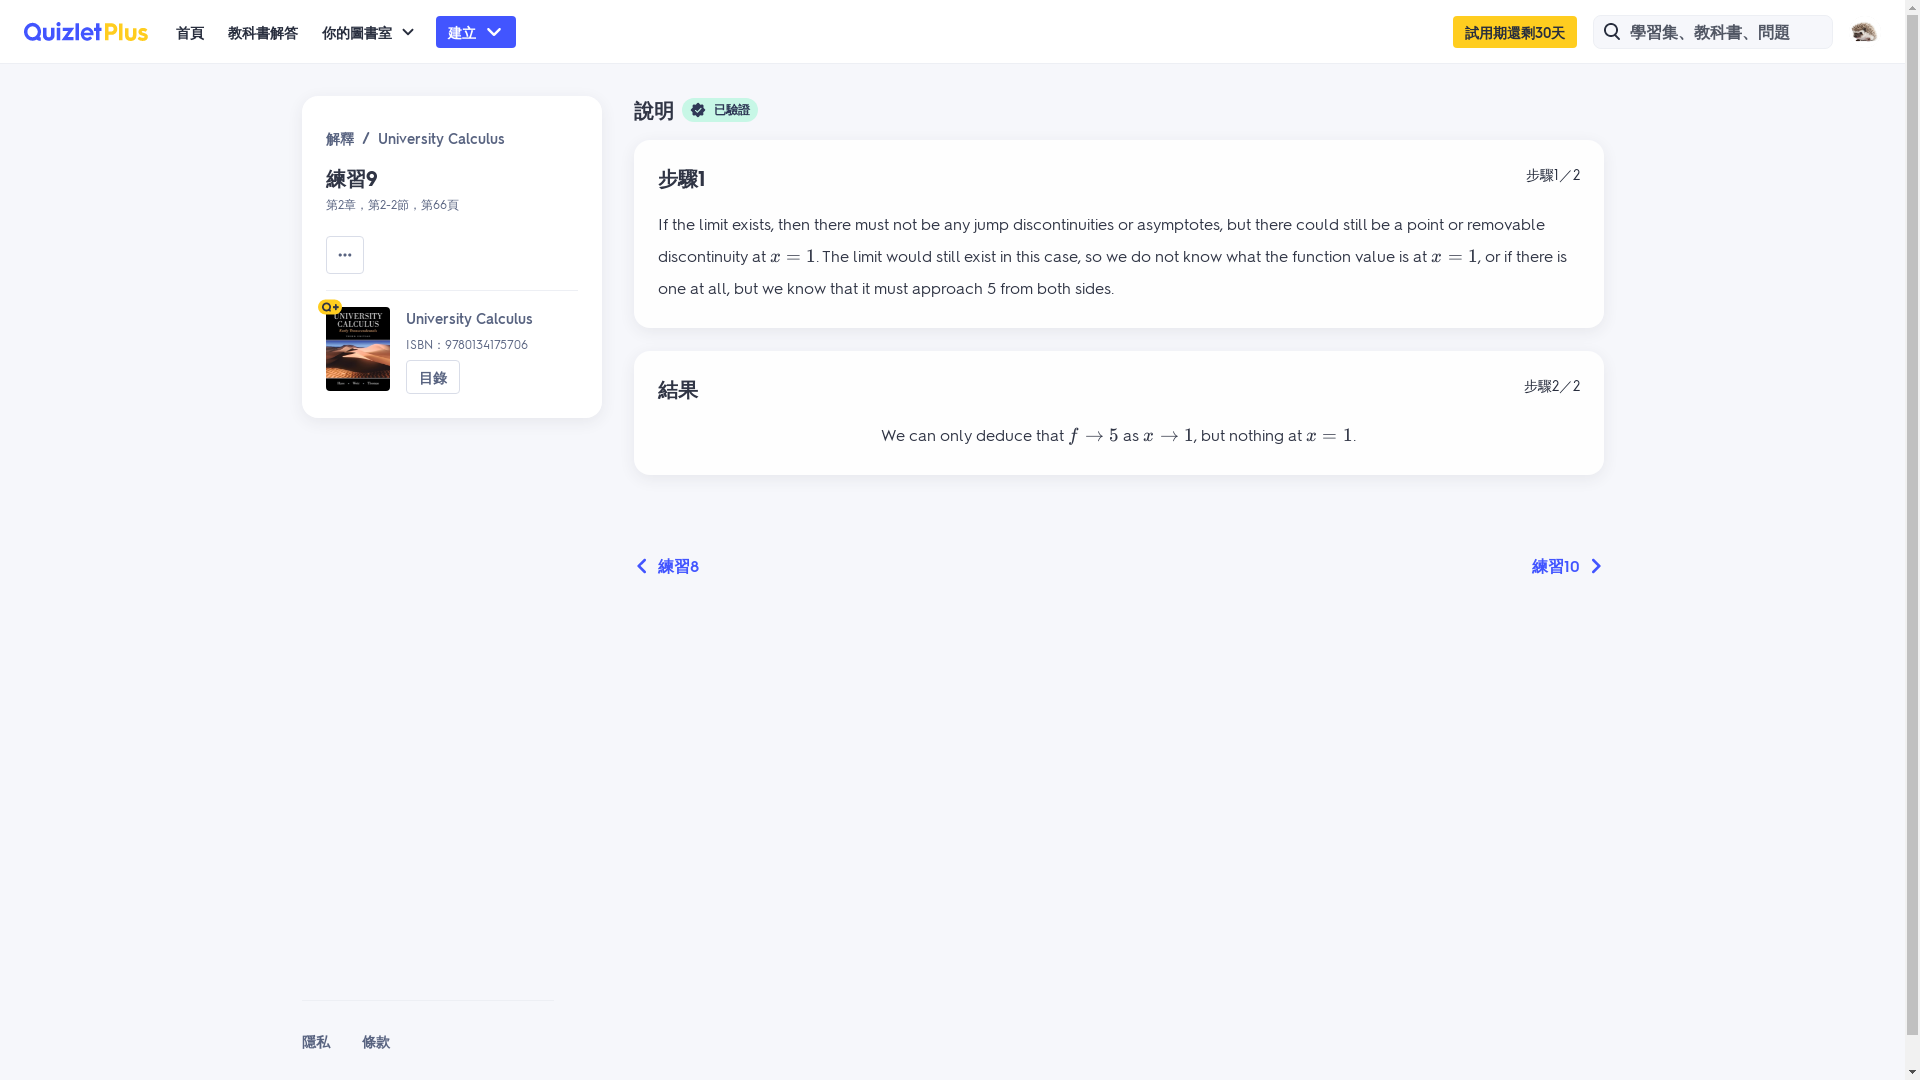 QuizletPlus 首頁 教科書解答 你的圖書室 建立 試用期還剩30天 學習集、教科書、問題
解釋 / University Calculus
練習9
第2章，第2-2節，第66頁
Q+
UNIVERSITY
CALCULUS
University Calculus
ISBN：9780134175706
目錄
說明 已驗證
步驟1 步驟1／2
If the limit exists, then there must not be any jump discontinuities or asymptotes, but there could still be a point or removable
discontinuity at x = 1. The limit would still exist in this case, so we do not know what the function value is at x = 1, or if there is
one at all, but we know that it must approach 5 from both sides.
結果 步驟2／2
We can only deduce that f → 5 as x → 1, but nothing at x = 1.
練習8 練習10
隱私 條款